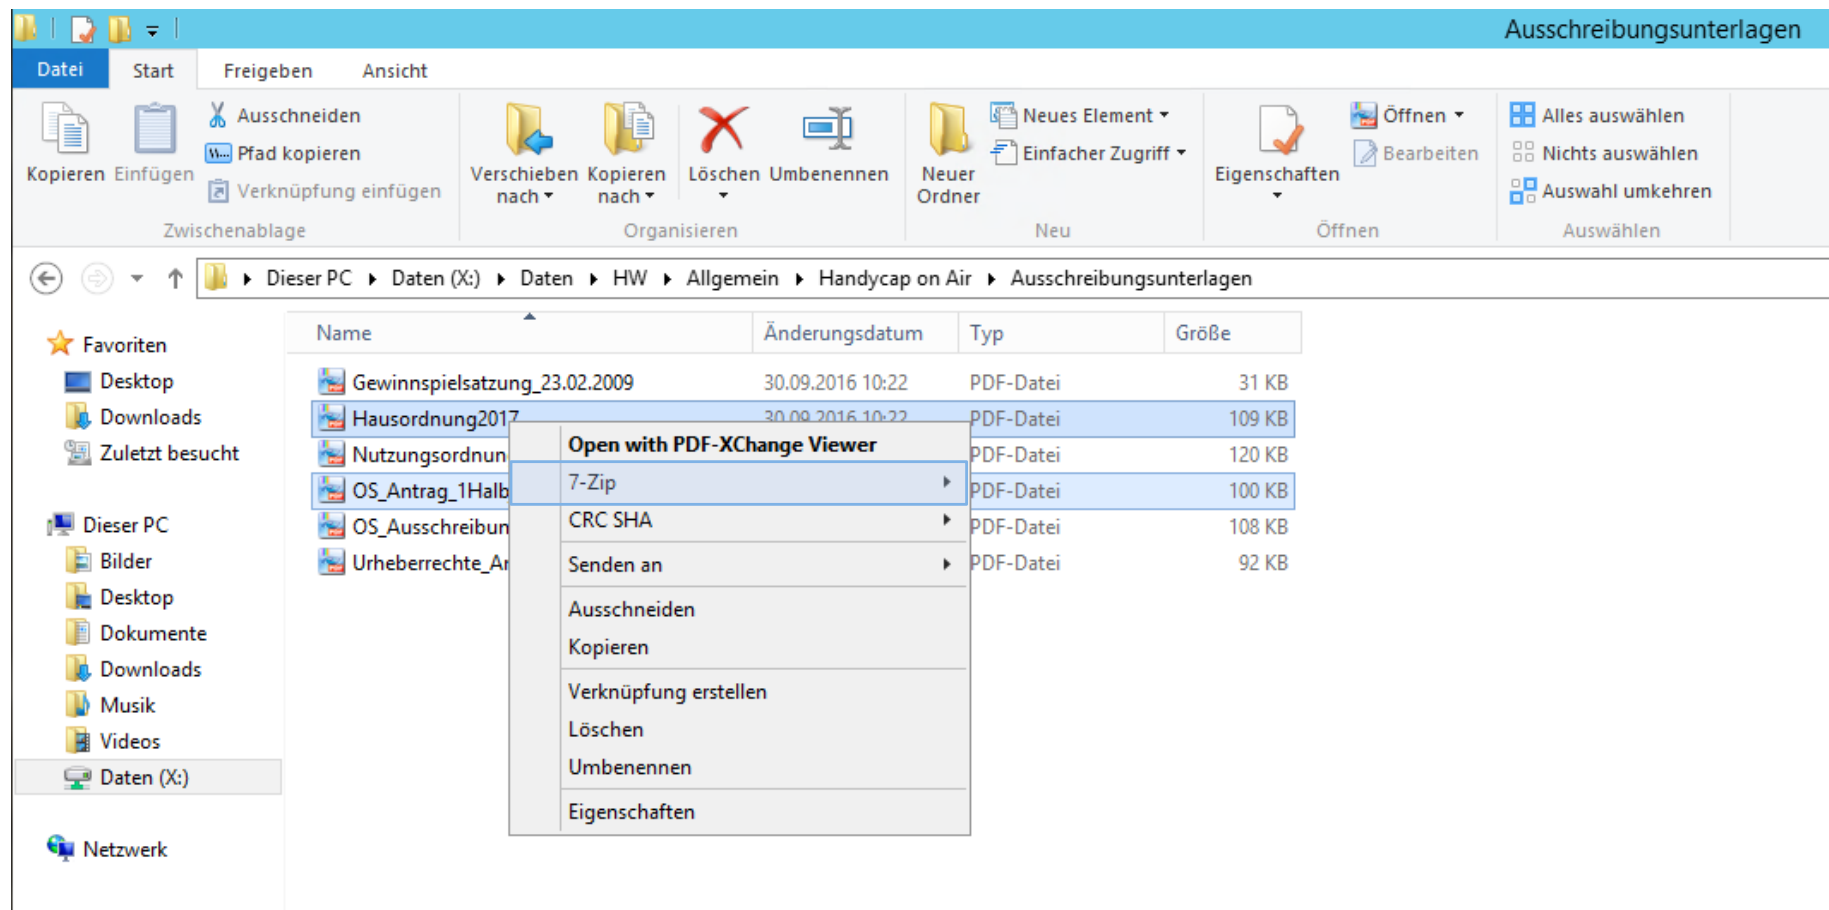 Ausschreibungsunterlagen
Datei Start Freigeben Ansicht
Kopieren
Einfügen
Ausschneiden
Pfad kopieren
Verknüpfung einfügen
Zwischenablage
Verschieben nach
Kopieren nach
Löschen
Umbenennen
Organisieren
Neuer Ordner
Neues Element
Einfacher Zugriff
Neu
Eigenschaften
Öffnen
Bearbeiten
Öffnen
Alles auswählen
Nichts auswählen
Auswahl umkehren
Auswählen
Dieser PC Daten (X:) Daten HW Allgemein Handycap on Air Ausschreibungsunterlagen
Favoriten
Desktop
Downloads
Zuletzt besucht
Dieser PC
Bilder
Desktop
Dokumente
Downloads
Musik
Videos
Daten (X:)
Netzwerk
Name Änderungsdatum Typ Größe
Gewinnspielsatzung_23.02.2009 30.09.2016 10:22 PDF-Datei 31 KB
Hausordnung2017 30.09.2016 10:22 PDF-Datei 109 KB
Nutzungsordnun PDF-Datei 120 KB
OS_Antrag_1Halb PDF-Datei 100 KB
OS_Ausschreibun PDF-Datei 108 KB
Urheberrechte_Ar PDF-Datei 92 KB
Open with PDF-XChange Viewer
7-Zip
CRC SHA
Senden an
Ausschneiden
Kopieren
Verknüpfung erstellen
Löschen
Umbenennen
Eigenschaften